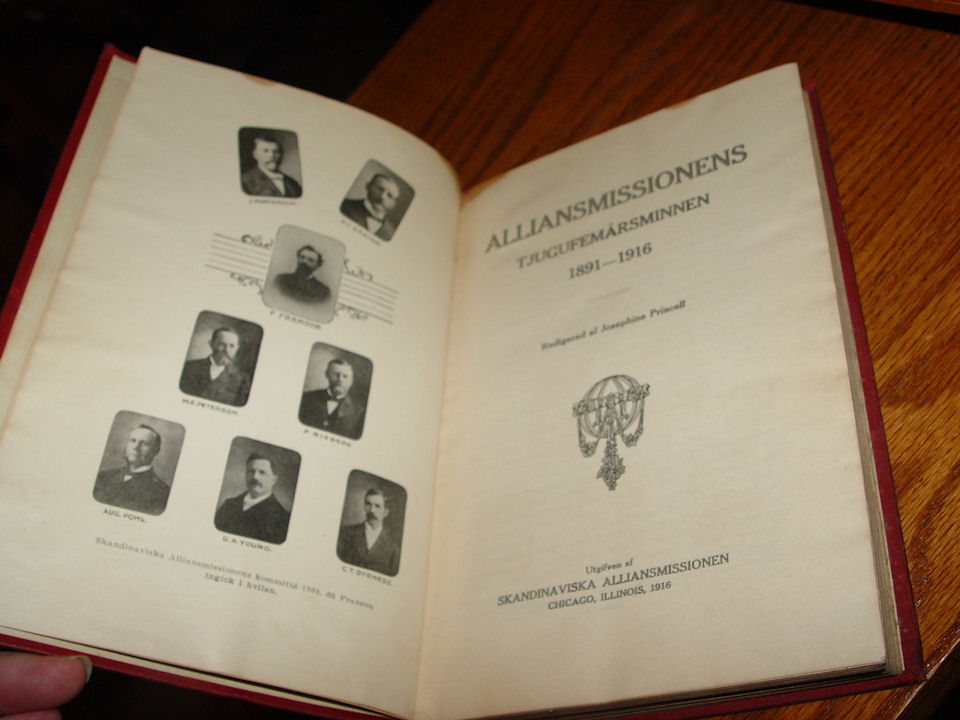 F. FRANSON.
M.E. PETERSON.
F. RISBERG.
AUG. POHL.
G.A. YOUNG.
C.T. DYRNESS.
Skandinaviska Alliansmissionens kommitté 1908, då Franson
ingick i hvilan.
ALLIANSMISSIONENS
TJUGUFEMÅRSMINNEN
1891—1916
Redigerad af Josephine Princell
Utgifven af
SKANDINAVISKA ALLIANSMISSIONEN
CHICAGO, ILLINOIS, 1916